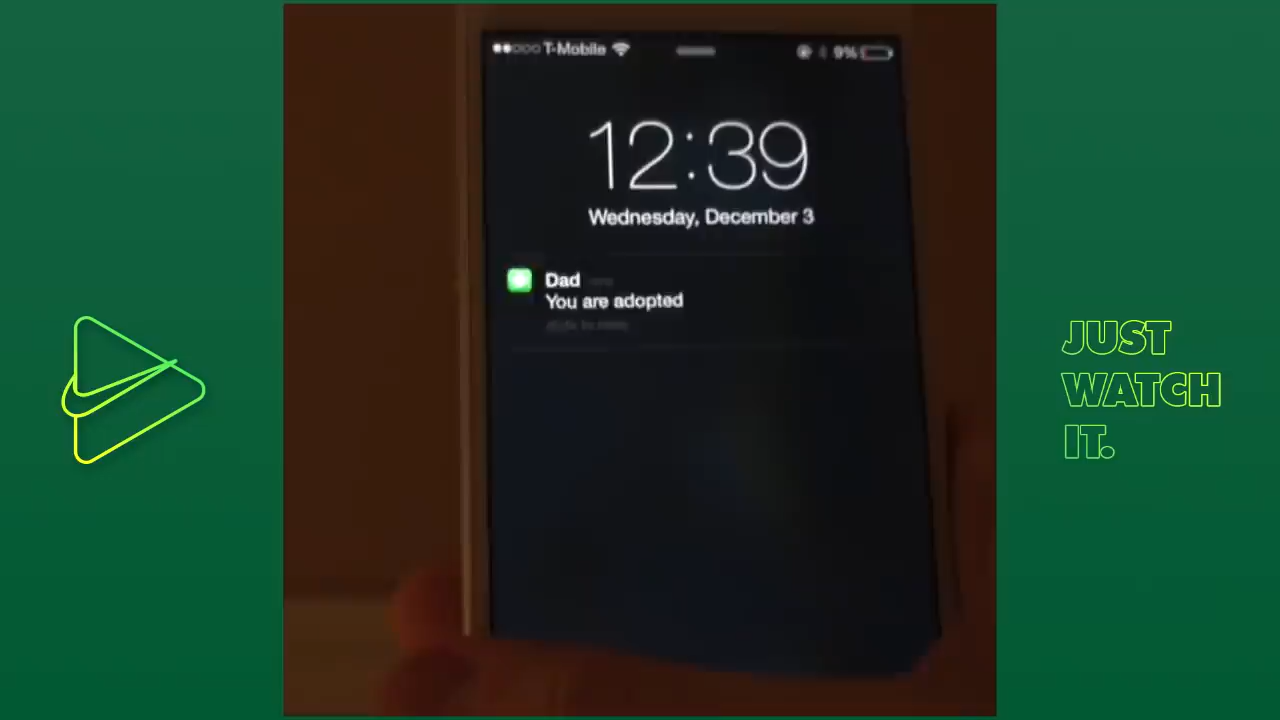 T-Mobile 9%
12:39
Wednesday, December 3
Dad
You are adopted
JUST
WATCH
IT.